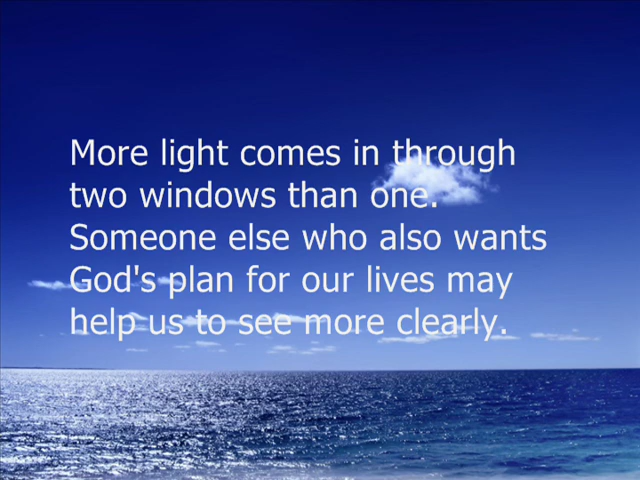 More light comes in through
two windows than one.
Someone else who also wants
God's plan for our lives may
help us to see more clearly.